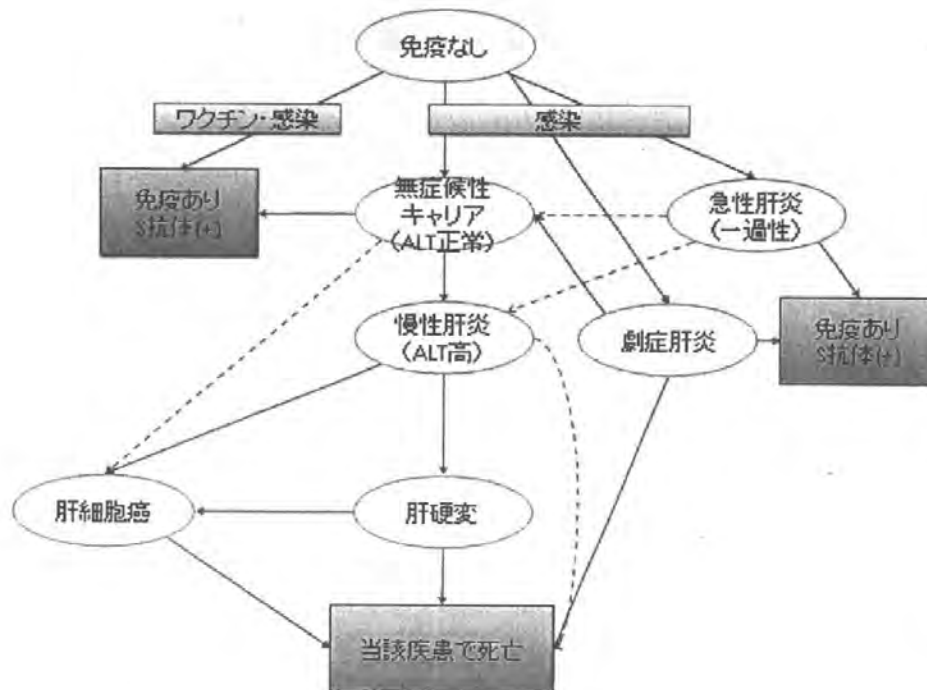 免疫なし
ワクチン・感染
感染
免疫あり
S抗体(+)
無症候性
キャリア
(ALT正常)
急性肝炎
(一過性)
慢性肝炎
(ALT高)
劇症肝炎
免疫あり
S抗体(+)
肝細胞癌
肝硬変
当該疾患で死亡